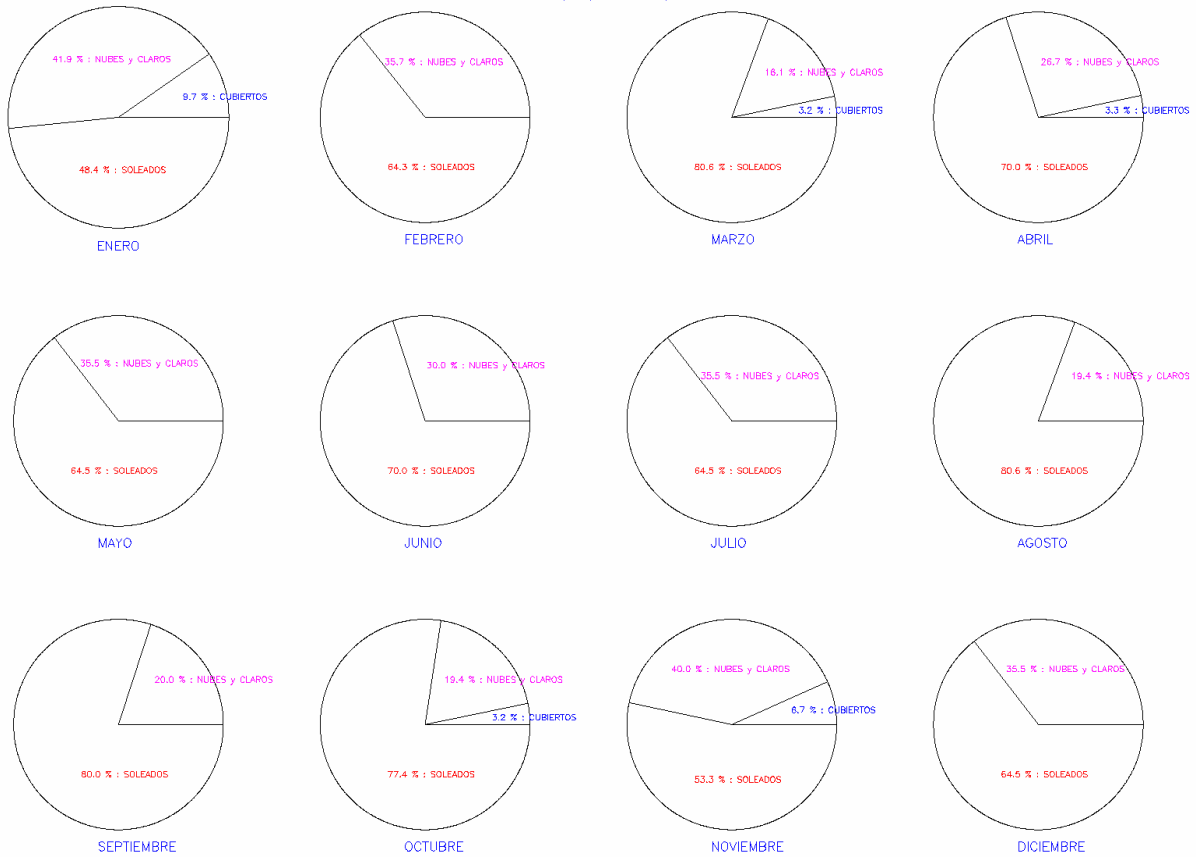 41.9 % : NUBES y CLAROS
9.7 % : CUBIERTOS
48.4 % : SOLEADOS
ENERO
35.7 % : NUBES y CLAROS
64.3 % : SOLEADOS
FEBRERO
16.1 % : NUBES y CLAROS
3.2 % : CUBIERTOS
80.6 % : SOLEADOS
MARZO
26.7 % : NUBES y CLAROS
3.3 % : CUBIERTOS
70.0 % : SOLEADOS
ABRIL
35.5 % : NUBES y CLAROS
64.5 % : SOLEADOS
MAYO
30.0 % : NUBES y CLAROS
70.0 % : SOLEADOS
JUNIO
35.5 % : NUBES y CLAROS
64.5 % : SOLEADOS
JULIO
19.4 % : NUBES y CLAROS
80.6 % : SOLEADOS
AGOSTO
20.0 % : NUBES y CLAROS
80.0 % : SOLEADOS
SEPTIEMBRE
19.4 % : NUBES y CLAROS
3.2 % : CUBIERTOS
77.4 % : SOLEADOS
OCTUBRE
40.0 % : NUBES y CLAROS
6.7 % : CUBIERTOS
53.3 % : SOLEADOS
NOVIEMBRE
35.5 % : NUBES y CLAROS
64.5 % : SOLEADOS
DICIEMBRE